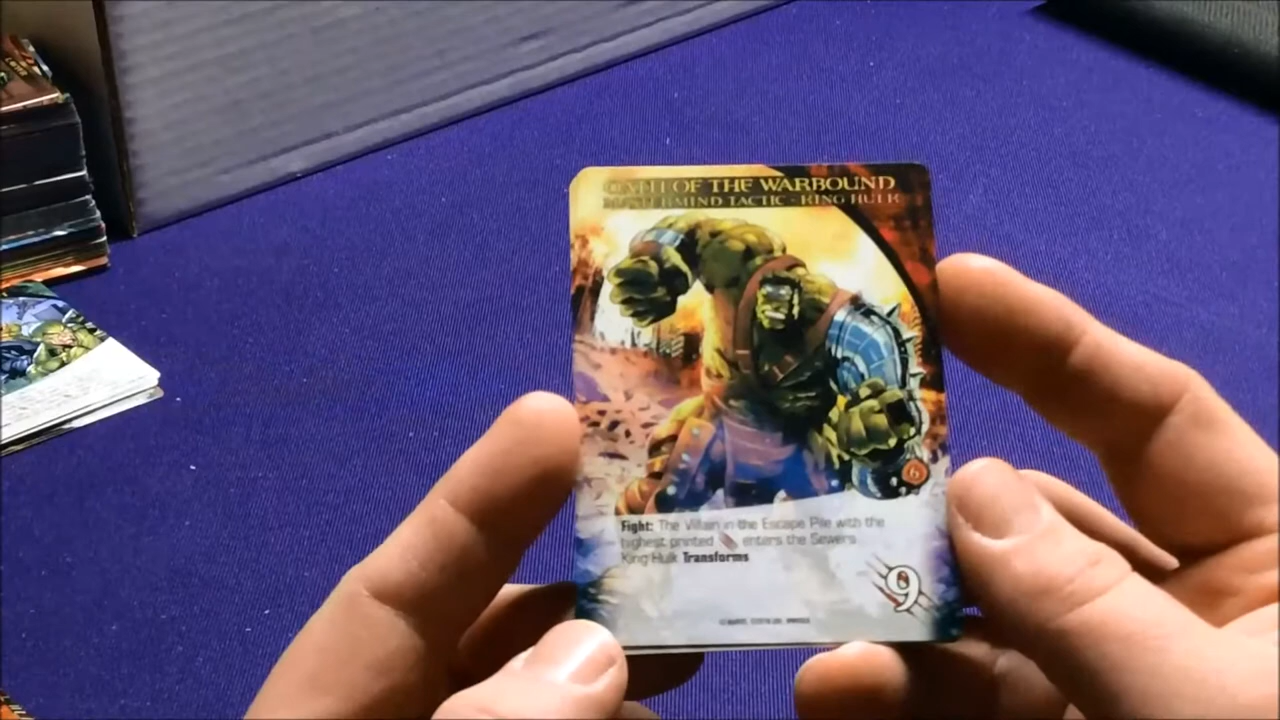 OATH OF THE WARBOUND
MASTERMIND TACTIC - KING HULK
6
Fight: The Villain in the Escape Pile with the
highest printed enters the Sewers
King Hulk Transforms
9